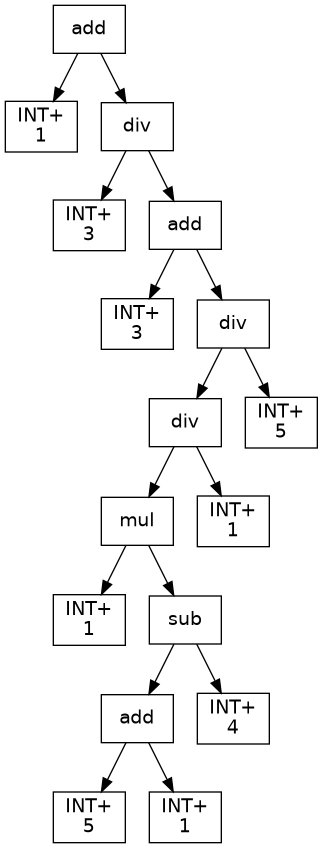 add
INT+
1
div
INT+
3
add
INT+
3
div
div
INT+
5
mul
INT+
1
INT+
1
sub
add
INT+
4
INT+
5
INT+
1